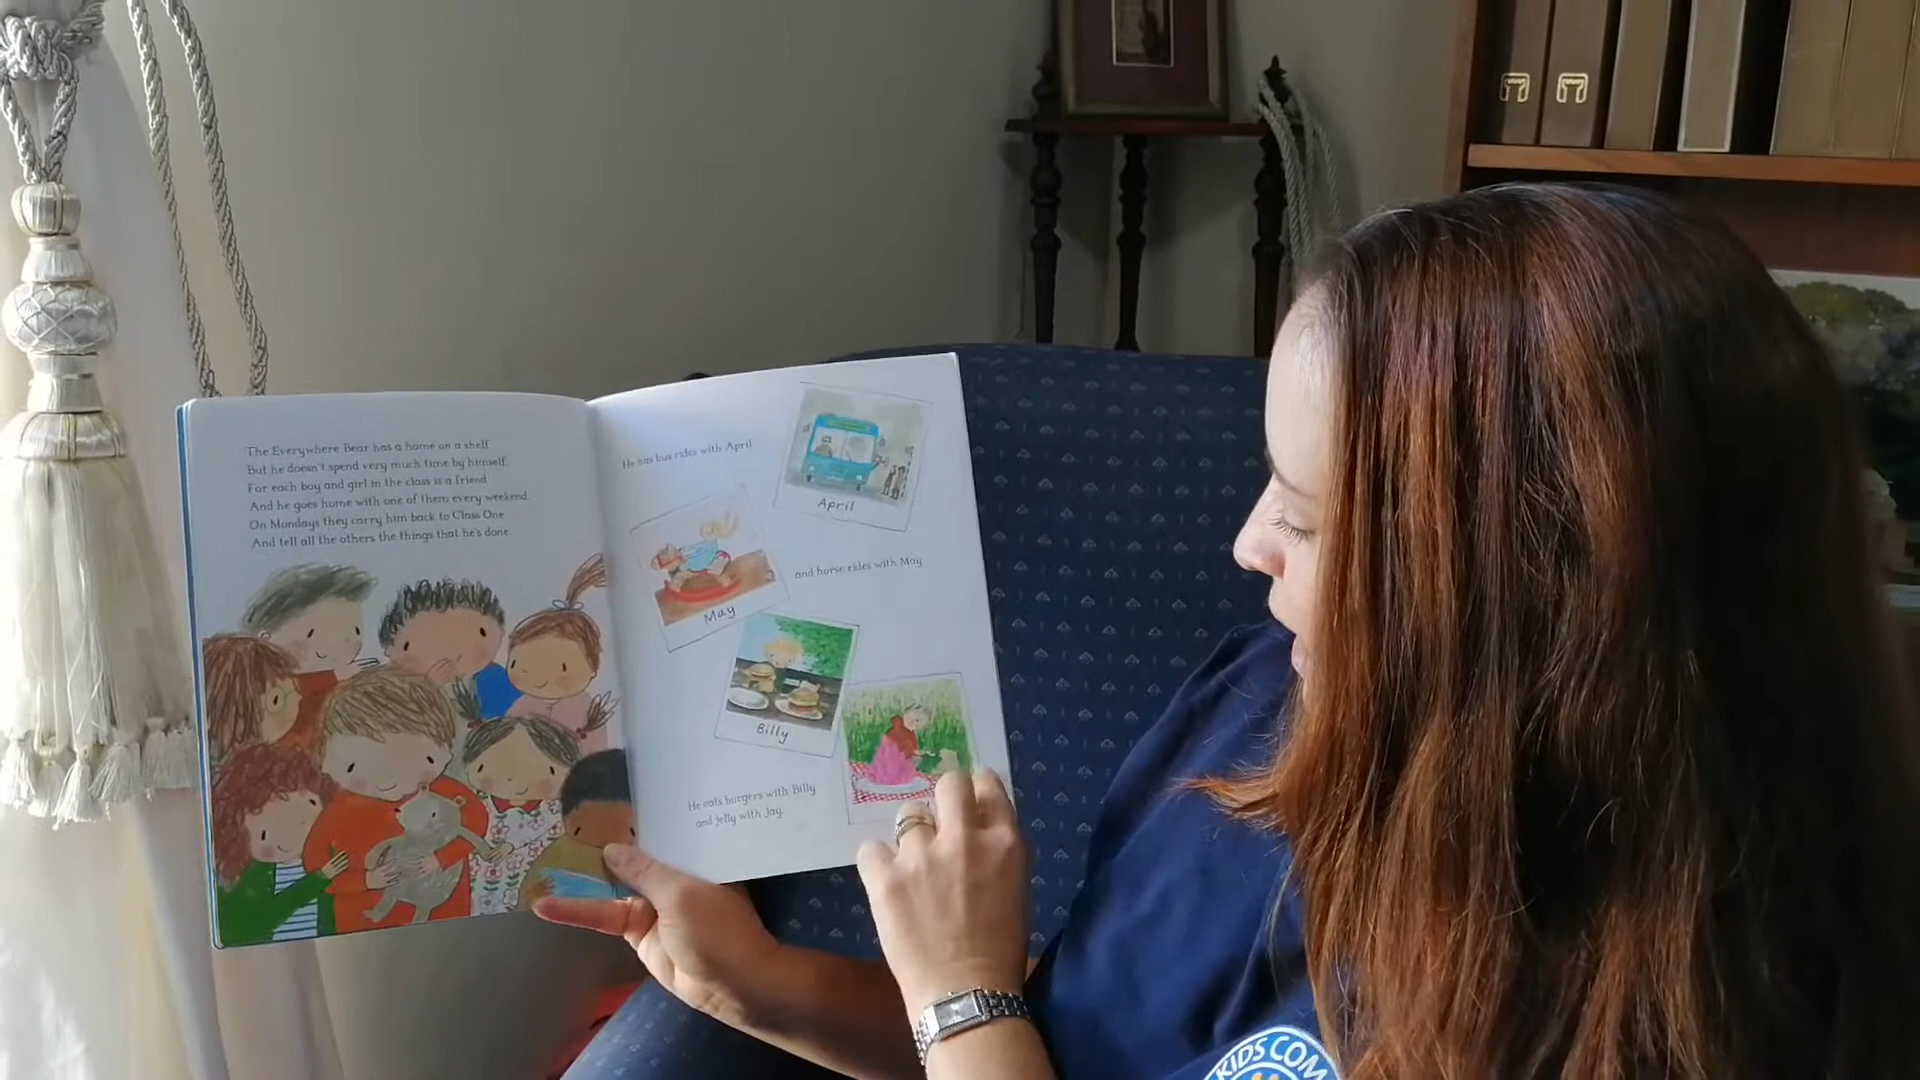 The Everywhere Bear has a home on a shelf
But he doesn't spend very much time by himself.
For each boy and girl in the class is a friend
And he goes home with one of them every weekend.
On Mondays they carry him back to Class One
And tell all the others the things that he's done.
He has bus rides with April
April
May
and horse rides with May
Billy
He eats burgers with Billy
and jelly with Jay.
KIDS COM